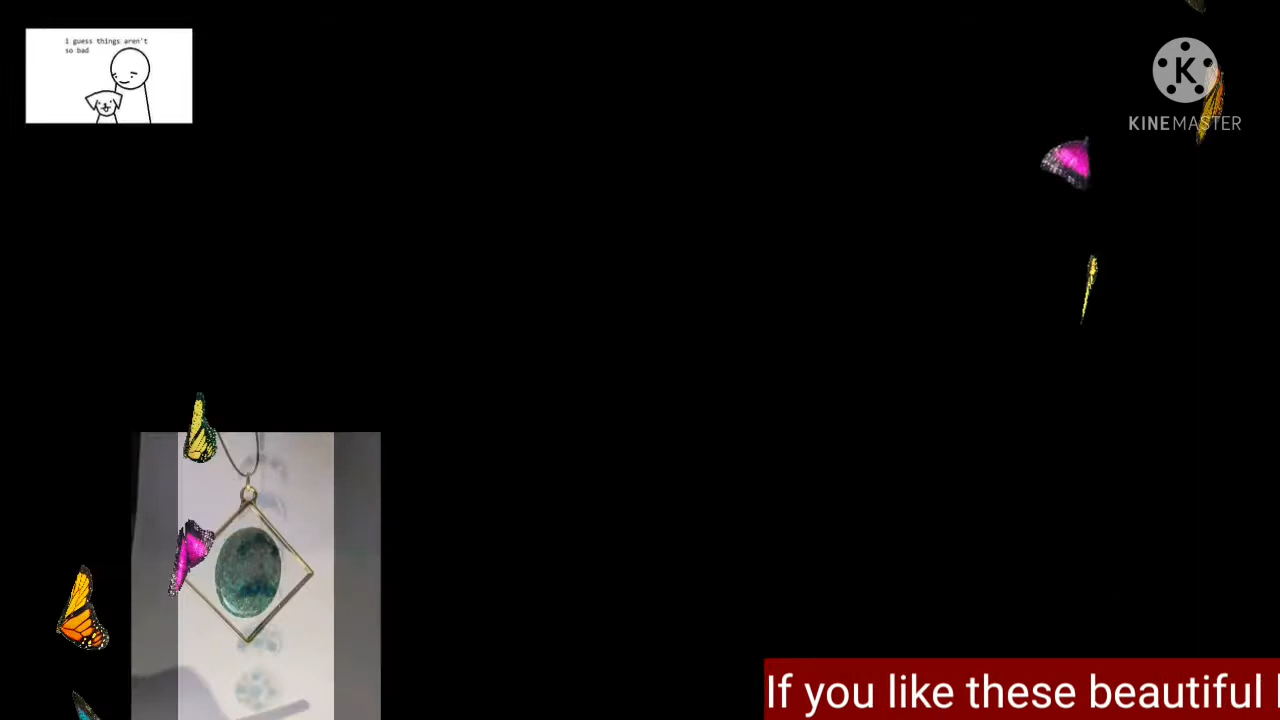 i guess things aren't
so bad
K
KINEMASTER
If you like these beautiful